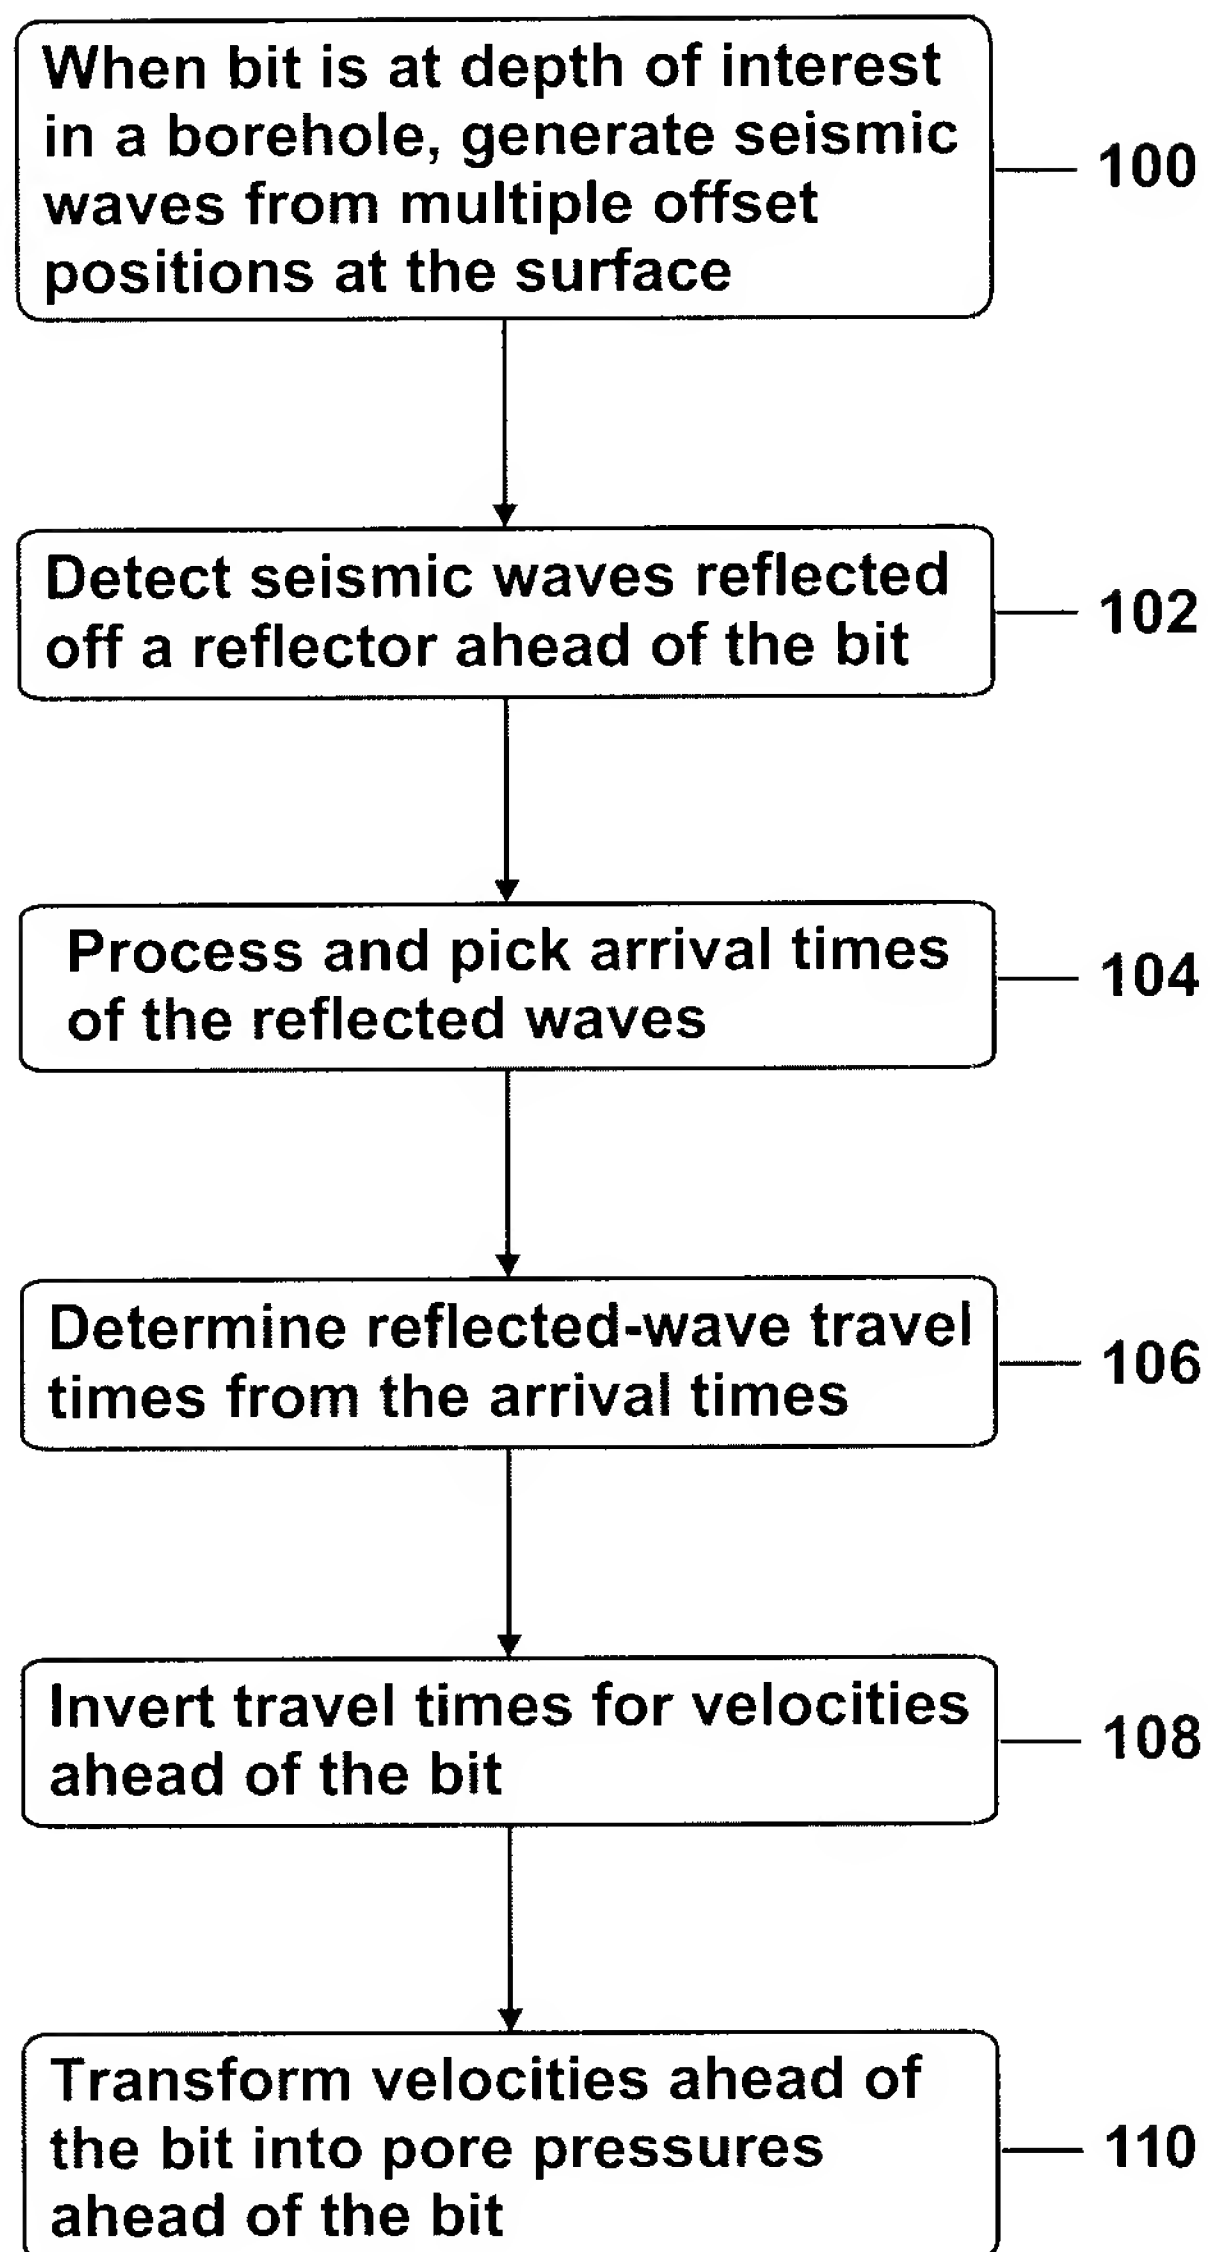 When bit is at depth of interest
in a borehole, generate seismic
waves from multiple offset
positions at the surface
100
Detect seismic waves reflected
off a reflector ahead of the bit
102
Process and pick arrival times
of the reflected waves
104
Determine reflected-wave travel
times from the arrival times
106
Invert travel times for velocities
ahead of the bit
108
Transform velocities ahead of
the bit into pore pressures
ahead of the bit
110